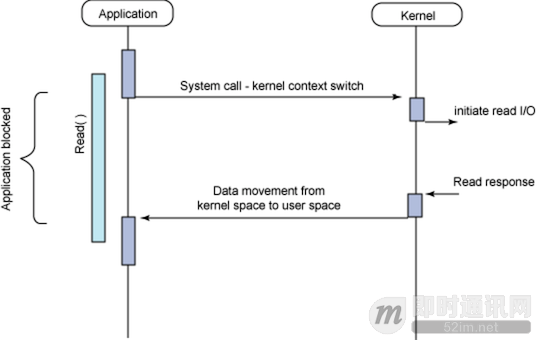 Application
Kernel
System call - kernel context switch
initiate read I/O
Application blocked
Read( )
Read response
Data movement from
kernel space to user space
即时通讯网
52im.net